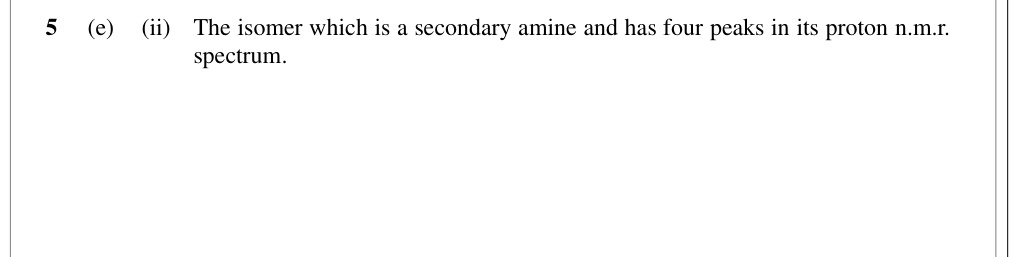 5 (e) (ii) The isomer which is a secondary amine and has four peaks in its proton n.m.r.
spectrum.